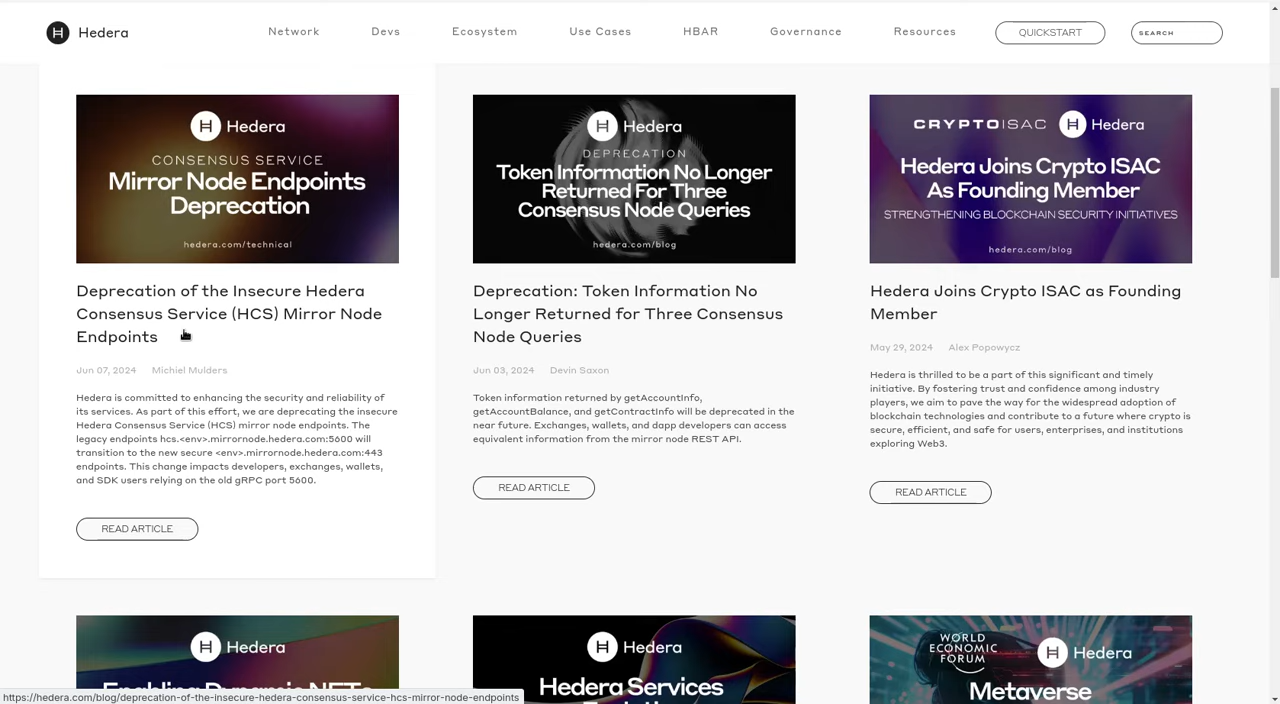 Hedera
Network
Devs
Ecosystem
Use Cases
HBAR
Governance
Resources
QUICKSTART
SEARCH
Hedera
CONSENSUS SERVICE
Mirror Node Endpoints
Deprecation
hedera.com/technical
Deprecation of the Insecure Hedera
Consensus Service (HCS) Mirror Node
Endpoints
Jun 07, 2024 Michiel Mulders
Hedera is committed to enhancing the security and reliability of
its services. As part of this effort, we are deprecating the insecure
Hedera Consensus Service (HCS) mirror node endpoints. The
legacy endpoints hcs.<env>.mirrornode.hedera.com:5600 will
transition to the new secure <env>.mirrornode.hedera.com:443
endpoints. This change impacts developers, exchanges, wallets,
and SDK users relying on the old gRPC port 5600.
READ ARTICLE
Hedera
DEPRECATION
Token Information No Longer
Returned For Three
Consensus Node Queries
hedera.com/blog
Deprecation: Token Information No
Longer Returned for Three Consensus
Node Queries
Jun 03, 2024 Devin Saxon
Token information returned by getAccountInfo,
getAccountBalance, and getContractInfo will be deprecated in the
near future. Exchanges, wallets, and dapp developers can access
equivalent information from the mirror node REST API.
READ ARTICLE
CRYPTOISAC Hedera
Hedera Joins Crypto ISAC
As Founding Member
STRENGTHENING BLOCKCHAIN SECURITY INITIATIVES
hedera.com/blog
Hedera Joins Crypto ISAC as Founding
Member
May 29, 2024 Alex Popowycz
Hedera is thrilled to be a part of this significant and timely
initiative. By fostering trust and confidence among industry
players, we aim to pave the way for the widespread adoption of
blockchain technologies and contribute to a future where crypto is
secure, efficient, and safe for users, enterprises, and institutions
exploring Web3.
READ ARTICLE
Hedera
Enabling Dynamic NFTs
Hedera
Hedera Services
WORLD
ECONOMIC
FORUM
Hedera
Metaverse
https://hedera.com/blog/deprecation-of-the-insecure-hedera-consensus-service-hcs-mirror-node-endpoints